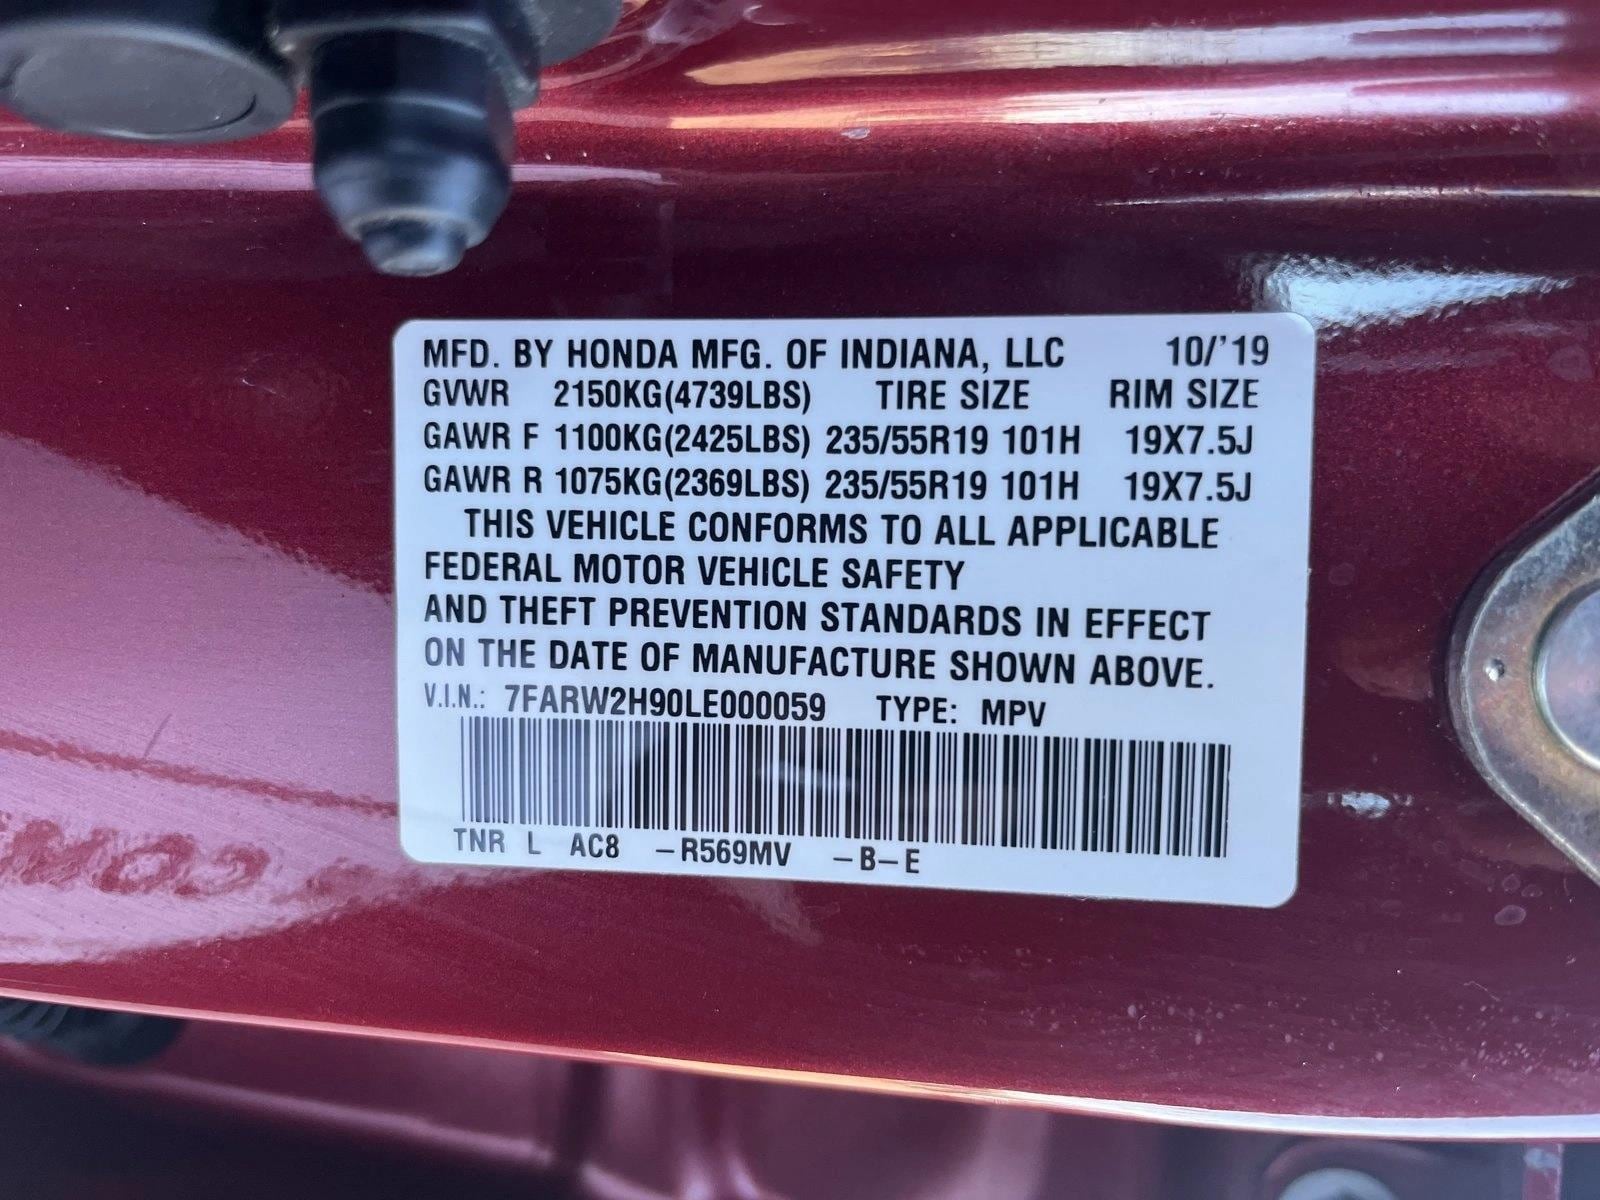 MFD. BY HONDA MFG. OF INDIANA, LLC 10/'19
GVWR 2150KG(4739LBS) TIRE SIZE RIM SIZE
GAWR F 1100KG(2425LBS) 235/55R19 101H 19X7.5J
GAWR R 1075KG(2369LBS) 235/55R19 101H 19X7.5J
THIS VEHICLE CONFORMS TO ALL APPLICABLE
FEDERAL MOTOR VEHICLE SAFETY
AND THEFT PREVENTION STANDARDS IN EFFECT
ON THE DATE OF MANUFACTURE SHOWN ABOVE.
V.I.N.: 7FARW2H90LE000059 TYPE: MPV
TNR L AC8 -R569MV -B-E